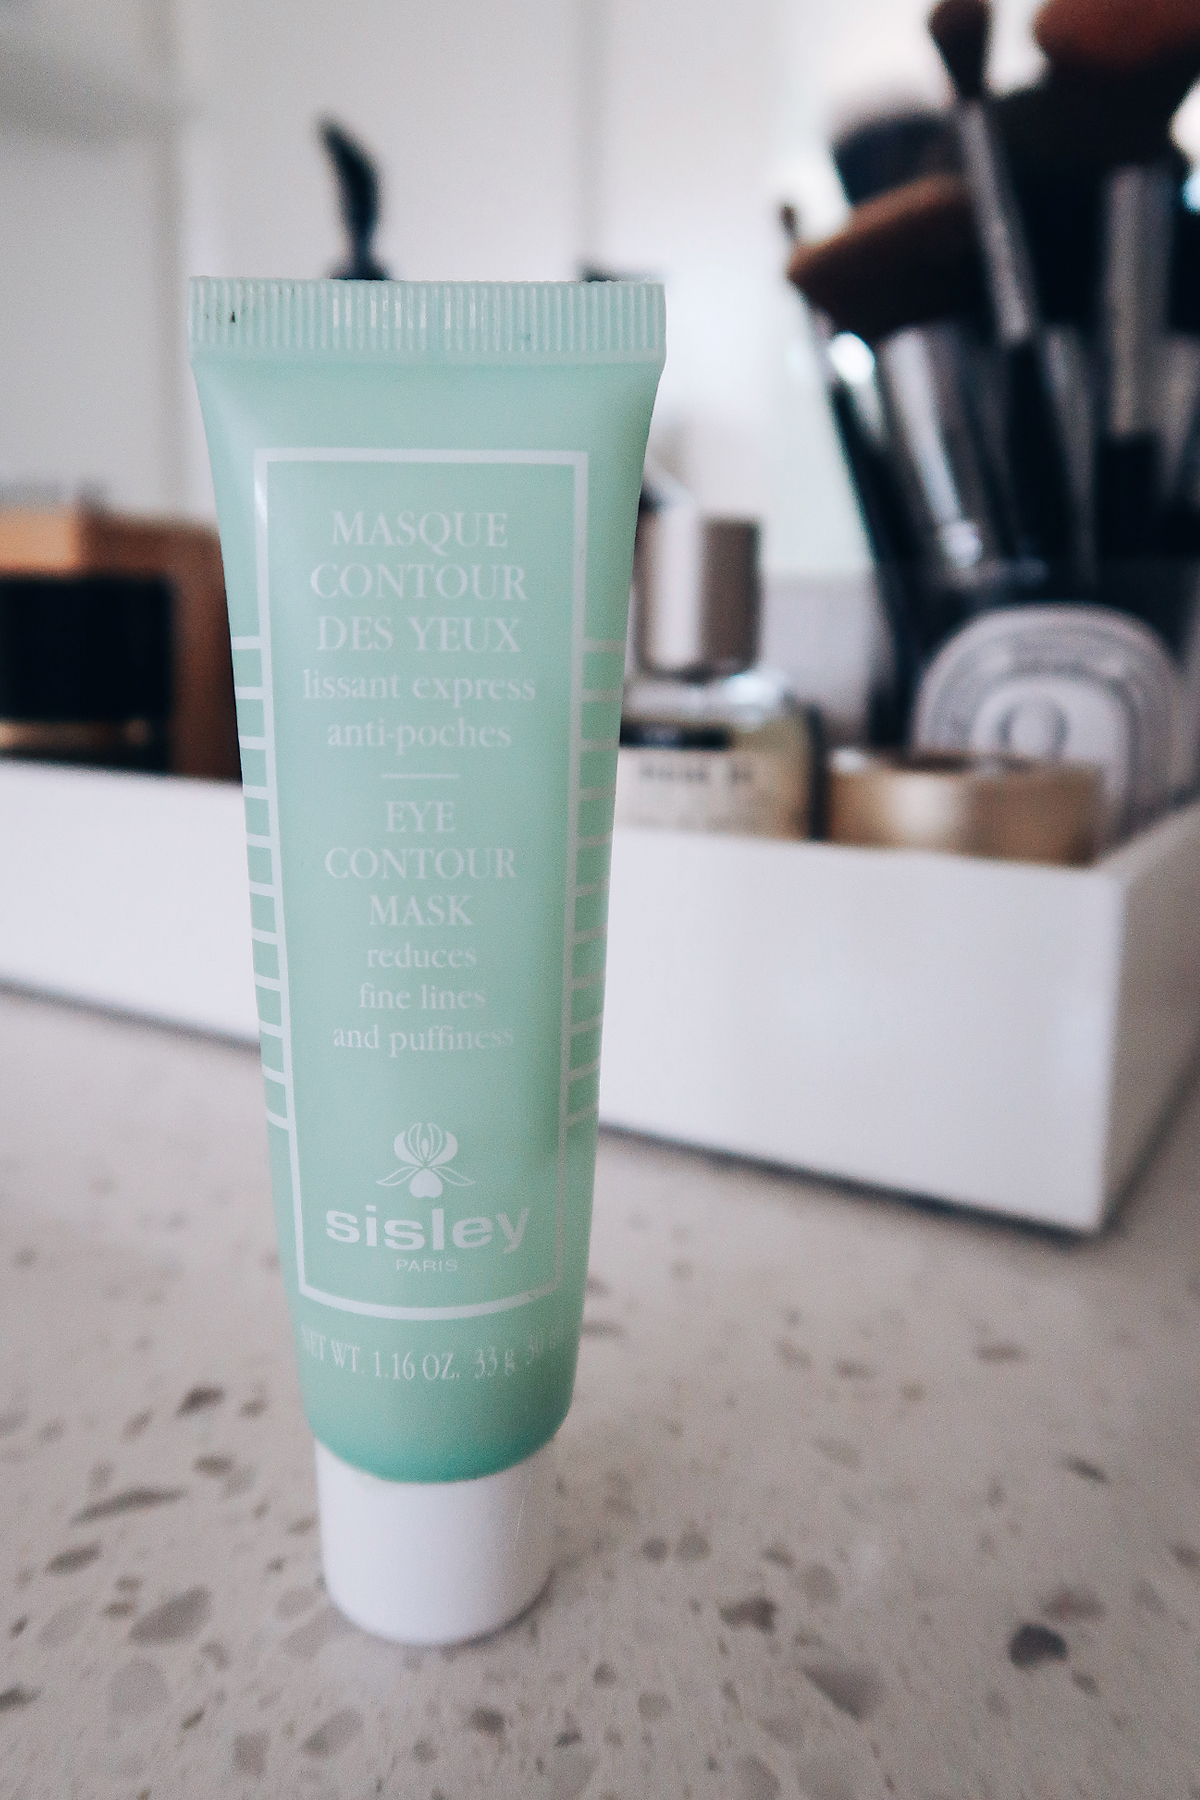 MASQUE
CONTOUR
DES YEUX
lissant express
anti-poches
EYE
CONTOUR
MASK
reduces
fine lines
and puffiness
sisley
PARIS
NET WT. 1.16 OZ. 33 g